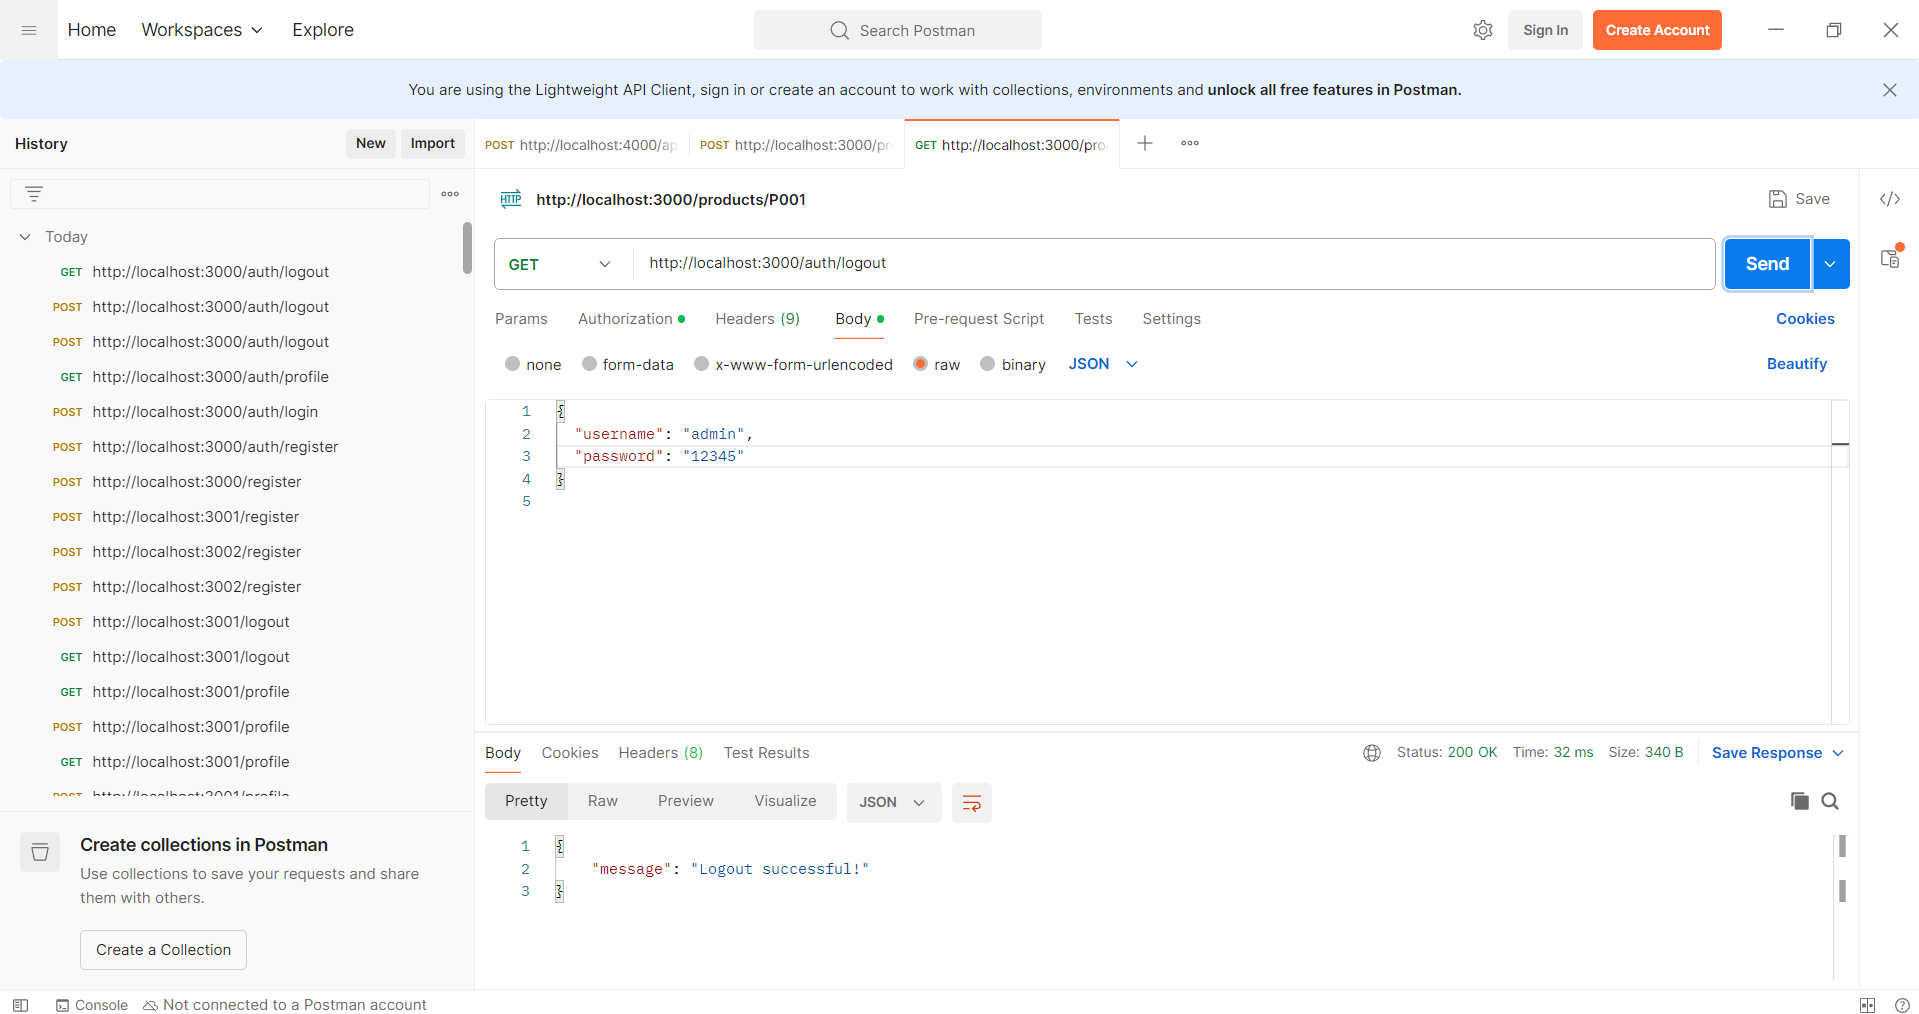 Home Workspaces Explore Search Postman Sign In Create Account
You are using the Lightweight API Client, sign in or create an account to work with collections, environments and unlock all free features in Postman.
History New Import
POST http://localhost:4000/ap POST http://localhost:3000/pr GET http://localhost:3000/pro
HTTP http://localhost:3000/products/P001 Save
Today
GET http://localhost:3000/auth/logout
POST http://localhost:3000/auth/logout
POST http://localhost:3000/auth/logout
GET http://localhost:3000/auth/profile
POST http://localhost:3000/auth/login
POST http://localhost:3000/auth/register
POST http://localhost:3000/register
POST http://localhost:3001/register
POST http://localhost:3002/register
POST http://localhost:3002/register
POST http://localhost:3001/logout
GET http://localhost:3001/logout
GET http://localhost:3001/profile
POST http://localhost:3001/profile
GET http://localhost:3001/profile
POST http://localhost:3001/profile
Create collections in Postman
Use collections to save your requests and share
them with others.
Create a Collection
GET http://localhost:3000/auth/logout Send
Params Authorization Headers (9) Body Pre-request Script Tests Settings Cookies
none form-data x-www-form-urlencoded raw binary JSON Beautify
1 {
2 "username": "admin",
3 "password": "12345"
4 }
5
Body Cookies Headers (8) Test Results Status: 200 OK Time: 32 ms Size: 340 B Save Response
Pretty Raw Preview Visualize JSON
1 {
2 "message": "Logout successful!"
3 }
Console Not connected to a Postman account